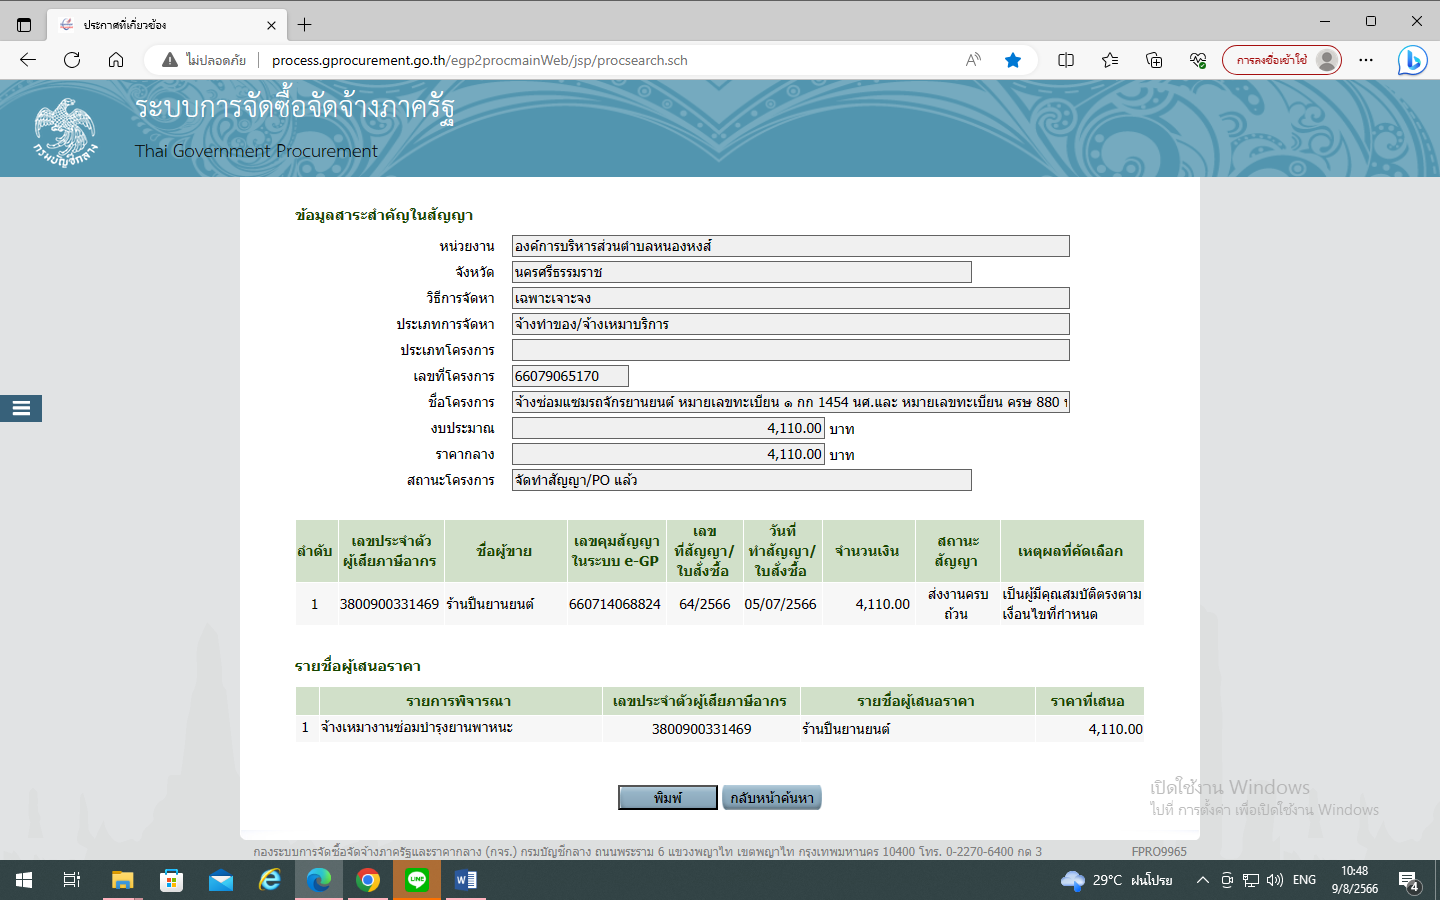 ประกาศที่เกี่ยวข้อง
ไม่ปลอดภัย
process.gprocurement.go.th/egp2procmainWeb/jsp/procsearch.sch
การลงชื่อเข้าใช้
ระบบการจัดซื้อจัดจ้างภาครัฐ
Thai Government Procurement
กรมบัญชีกลาง
ข้อมูลสาระสำคัญในสัญญา
หน่วยงาน องค์การบริหารส่วนตำบลหนองหงส์
จังหวัด นครศรีธรรมราช
วิธีการจัดหา เฉพาะเจาะจง
ประเภทการจัดหา จ้างทำของ/จ้างเหมาบริการ
ประเภทโครงการ
เลขที่โครงการ 66079065170
ชื่อโครงการ จ้างซ่อมแซมรถจักรยานยนต์ หมายเลขทะเบียน ๑ กก 1454 นศ.และ หมายเลขทะเบียน ครษ 880
งบประมาณ 4,110.00 บาท
ราคากลาง 4,110.00 บาท
สถานะโครงการ จัดทำสัญญา/PO แล้ว
ลำดับ เลขประจำตัวผู้เสียภาษีอากร ชื่อผู้ขาย เลขคุมสัญญาในระบบ e-GP เลขที่สัญญา/ใบสั่งซื้อ วันที่ทำสัญญา/ใบสั่งซื้อ จำนวนเงิน สถานะสัญญา เหตุผลที่คัดเลือก
1 3800900331469 ร้านปืนยานยนต์ 660714068824 64/2566 05/07/2566 4,110.00 ส่งงานครบถ้วน เป็นผู้มีคุณสมบัติตรงตามเงื่อนไขที่กำหนด
รายชื่อผู้เสนอราคา
รายการพิจารณา เลขประจำตัวผู้เสียภาษีอากร รายชื่อผู้เสนอราคา ราคาที่เสนอ
1 จ้างเหมางานซ่อมบำรุงยานพาหนะ 3800900331469 ร้านปืนยานยนต์ 4,110.00
พิมพ์ กลับหน้าค้นหา
เปิดใช้งาน Windows
ไปที่ การตั้งค่า เพื่อเปิดใช้งาน Windows
กองระบบการจัดซื้อจัดจ้างภาครัฐและราคากลาง (กจร.) กรมบัญชีกลาง ถนนพระราม 6 แขวงพญาไท เขตพญาไท กรุงเทพมหานคร 10400 โทร. 0-2270-6400 กด 3 FPRO9965
LINE
29°C ฝนโปรย
ENG
10:48
9/8/2566
4